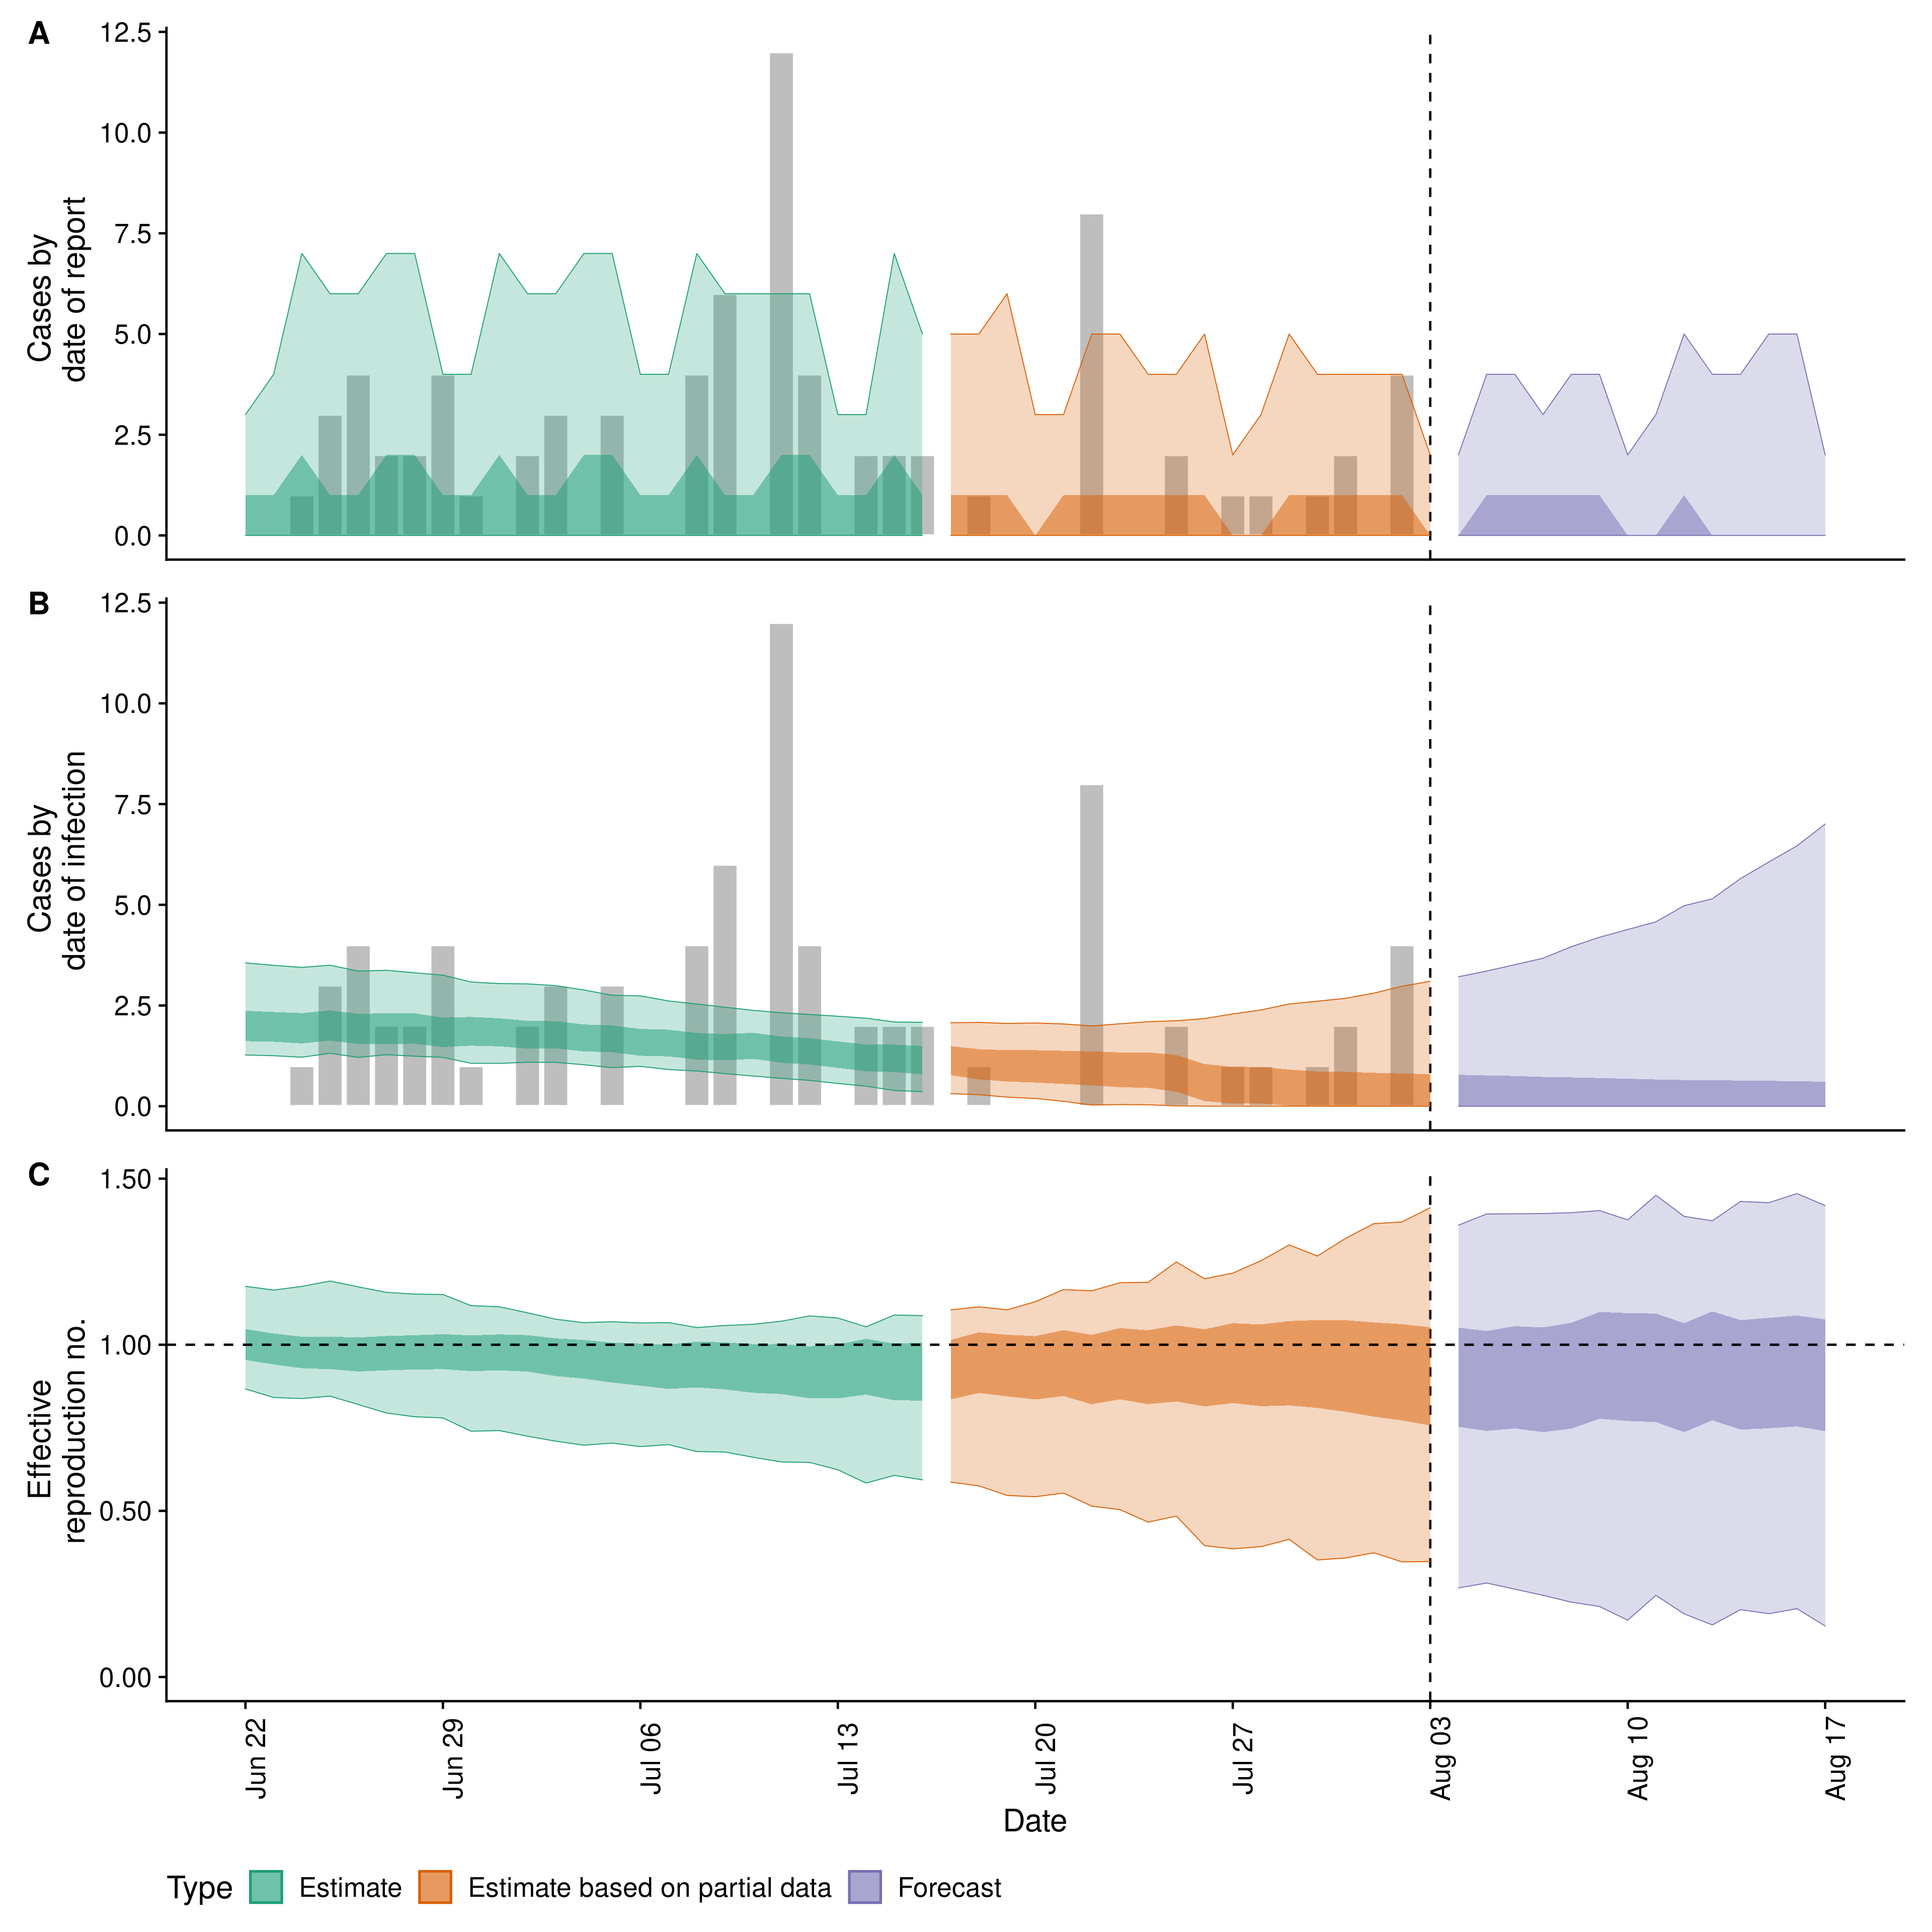 A
12.5
10.0
7.5
5.0
2.5
0.0
Cases by
date of report
B
12.5
10.0
7.5
5.0
2.5
0.0
Cases by
date of infection
C
1.50
1.00
0.50
0.00
Effective
reproduction no.
Jun 22
Jun 29
Jul 06
Jul 13
Jul 20
Jul 27
Aug 03
Aug 10
Aug 17
Date
Type Estimate Estimate based on partial data Forecast